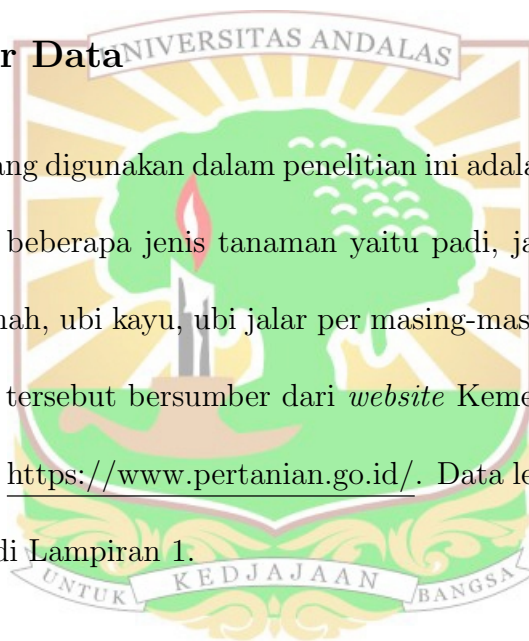 r Data
UNIVERSITAS ANDALAS
ang digunakan dalam penelitian ini adala
beberapa jenis tanaman yaitu padi, ja
nah, ubi kayu, ubi jalar per masing-mas
tersebut bersumber dari website Keme
https://www.pertanian.go.id/. Data le
di Lampiran 1.
UNTUK KEDJAJAAN BANGSA